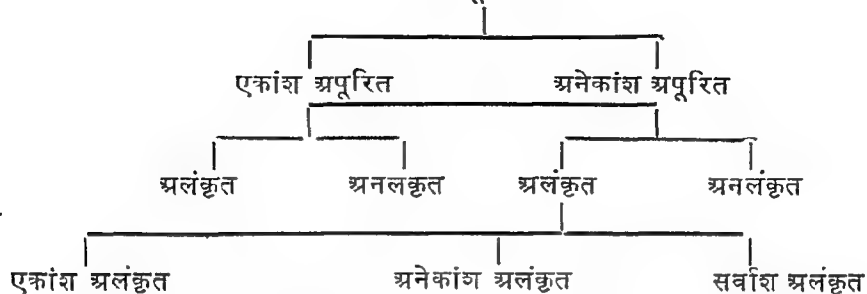 एकांश अपूरित अनेकांश अपूरित
अलंकृत अनलकृत अलंकृत अनलंकृत
एकांश अलंकृत अनेकांश अलंकृत सर्वांश अलंकृत